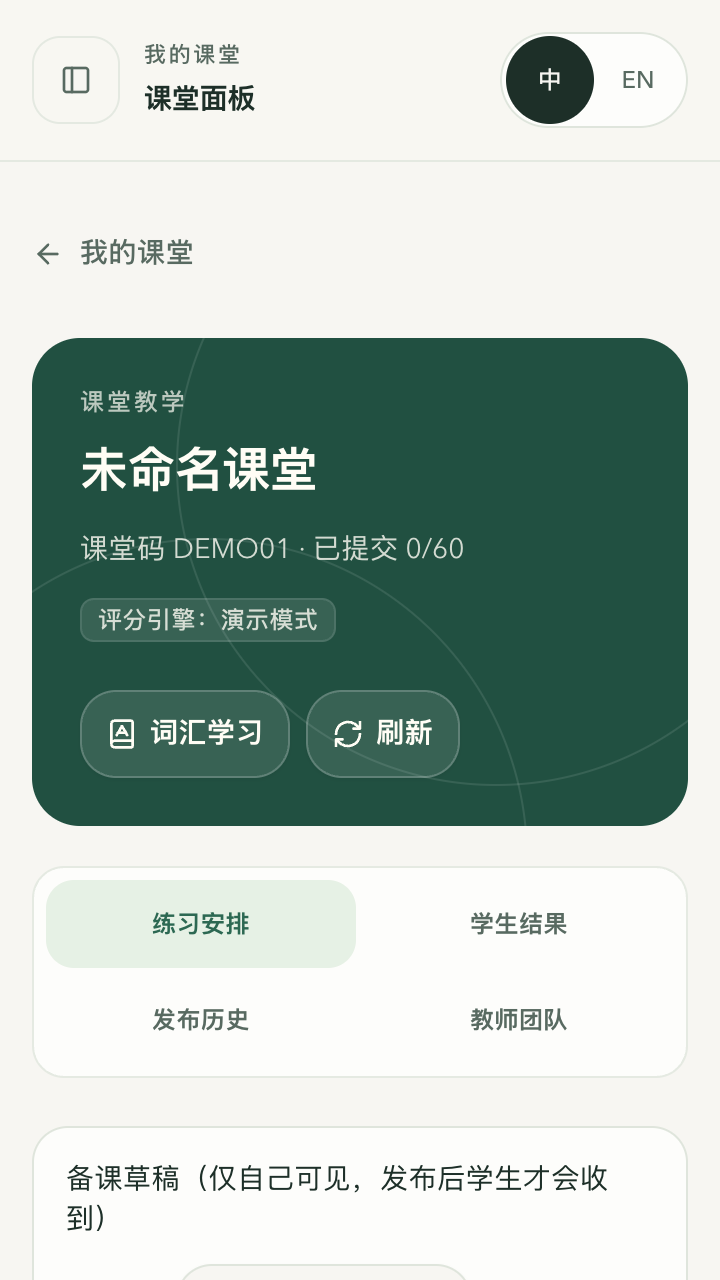 我的课堂
课堂面板
中
EN
我的课堂
课堂教学
未命名课堂
课堂码 DEMO01 · 已提交 0/60
评分引擎：演示模式
词汇学习
刷新
练习安排
学生结果
发布历史
教师团队
备课草稿（仅自己可见，发布后学生才会收
到）